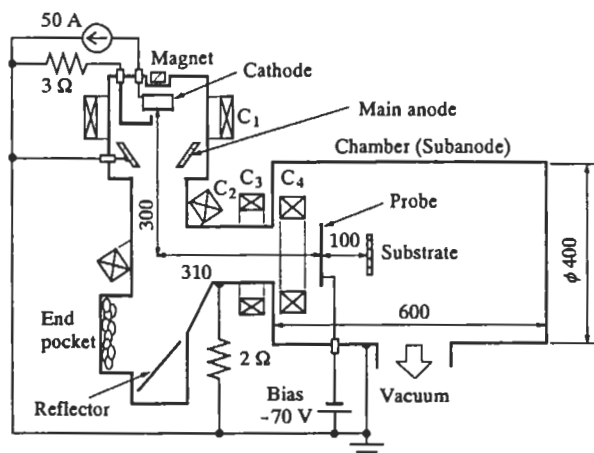 50 A
Magnet
Cathode
3 Ω
C₁
Main anode
Chamber (Subanode)
C₂
C₃
C₄
Probe
300
100
Substrate
ϕ 400
310
600
End
pocket
2 Ω
Reflector
Bias
-70 V
Vacuum